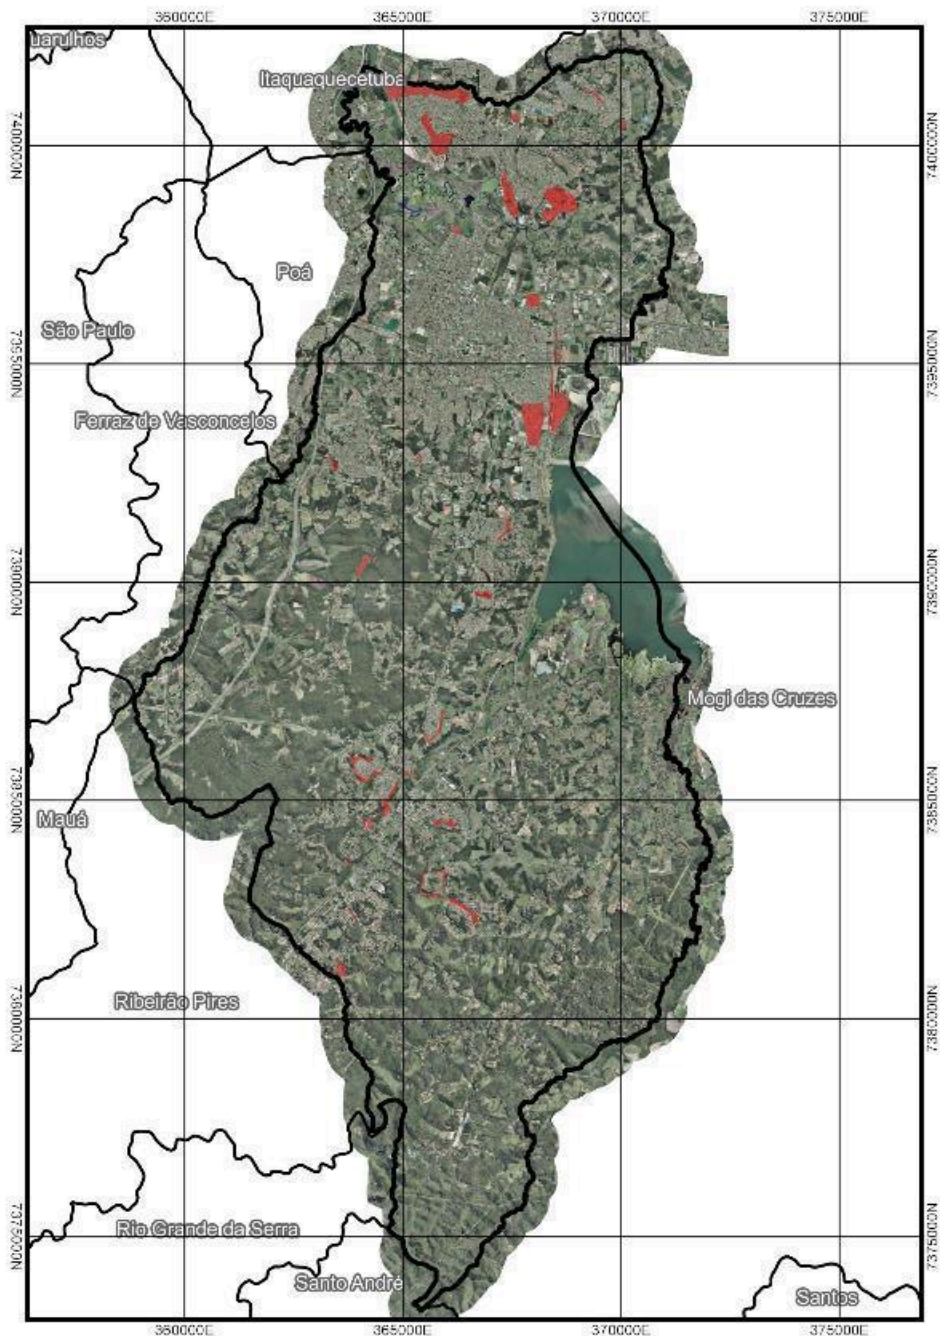 360000E 365000E 370000E 375000E
uarulhos
Itaquaquecetuba
7400000N 7400000N
Poá
São Paulo
7395000N 7395000N
Ferraz de Vasconcelos
7390000N 7390000N
Mogi das Cruzes
7385000N 7385000N
Mauá
Ribeirão Pires
7380000N 7380000N
Rio Grande da Serra
7375000N 7375000N
Santo André
Santos
360000E 365000E 370000E 375000E